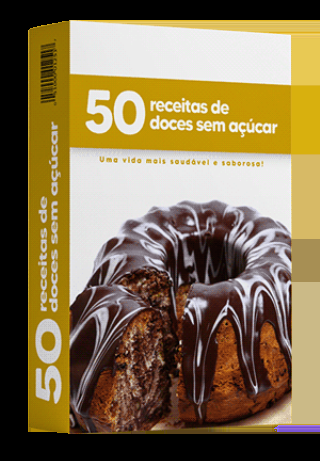 50 receitas de
doces sem açúcar
Uma vida mais saudável e saborosa!
50 receitas de
doces sem açúcar